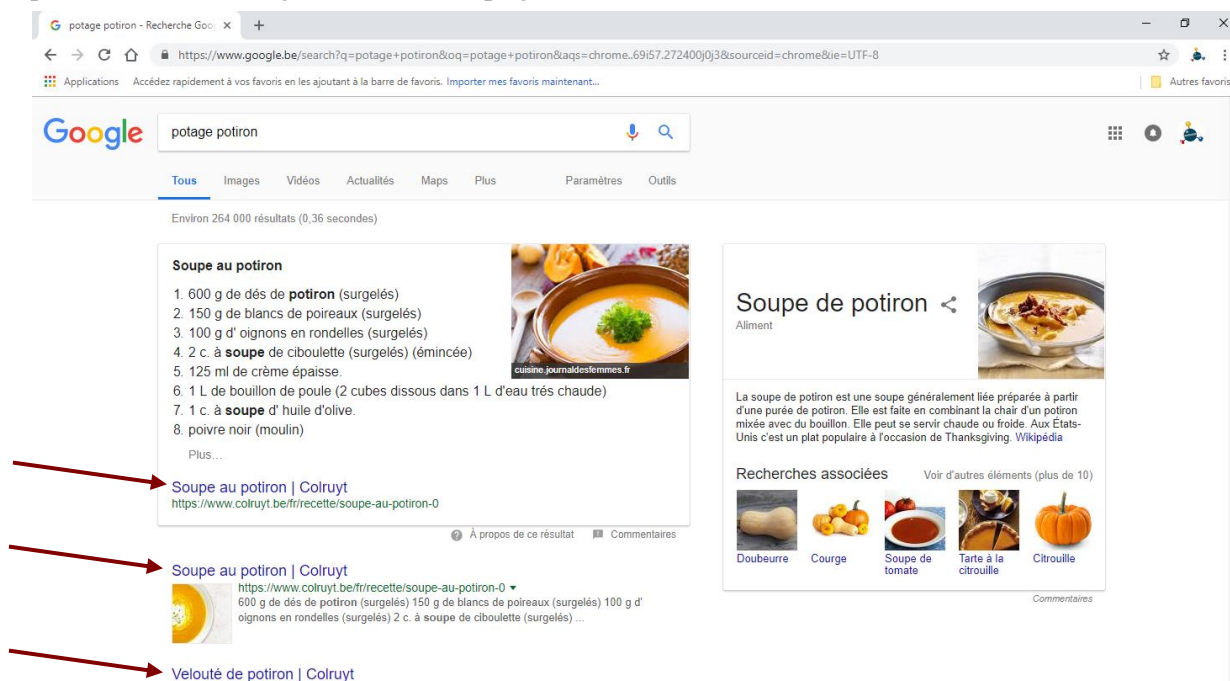 potage potiron - Recherche Goo
https://www.google.be/search?q=potage+potiron&oq=potage+potiron&aqs=chrome..69i57.272400j0j3&sourceid=chrome&ie=UTF-8
Applications Accédez rapidement à vos favoris en les ajoutant à la barre de favoris. Importer mes favoris maintenant... Autres favoris
Google potage potiron
Tous Images Vidéos Actualités Maps Plus Paramètres Outils
Environ 264 000 résultats (0,36 secondes)
Soupe au potiron
1. 600 g de dés de potiron (surgelés)
2. 150 g de blancs de poireaux (surgelés)
3. 100 g d' oignons en rondelles (surgelés)
4. 2 c. à soupe de ciboulette (surgelés) (émincée)
5. 125 ml de crème épaisse.
6. 1 L de bouillon de poule (2 cubes dissous dans 1 L d'eau trés chaude)
7. 1 c. à soupe d' huile d'olive.
8. poivre noir (moulin)
Plus...
cuisine.journaldesfemmes.fr
Soupe au potiron | Colruyt
https://www.colruyt.be/fr/recette/soupe-au-potiron-0
À propos de ce résultat Commentaires
Soupe au potiron | Colruyt
https://www.colruyt.be/fr/recette/soupe-au-potiron-0
600 g de dés de potiron (surgelés) 150 g de blancs de poireaux (surgelés) 100 g d'
oignons en rondelles (surgelés) 2 c. à soupe de ciboulette (surgelés) ...
Velouté de potiron | Colruyt
Soupe de potiron
Aliment
La soupe de potiron est une soupe généralement liée préparée à partir
d'une purée de potiron. Elle est faite en combinant la chair d'un potiron
mixée avec du bouillon. Elle peut se servir chaude ou froide. Aux États-
Unis c'est un plat populaire à l'occasion de Thanksgiving. Wikipédia
Recherches associées Voir d'autres éléments (plus de 10)
Doubeurre Courge Soupe de tomate Tarte à la citrouille Citrouille
Commentaires